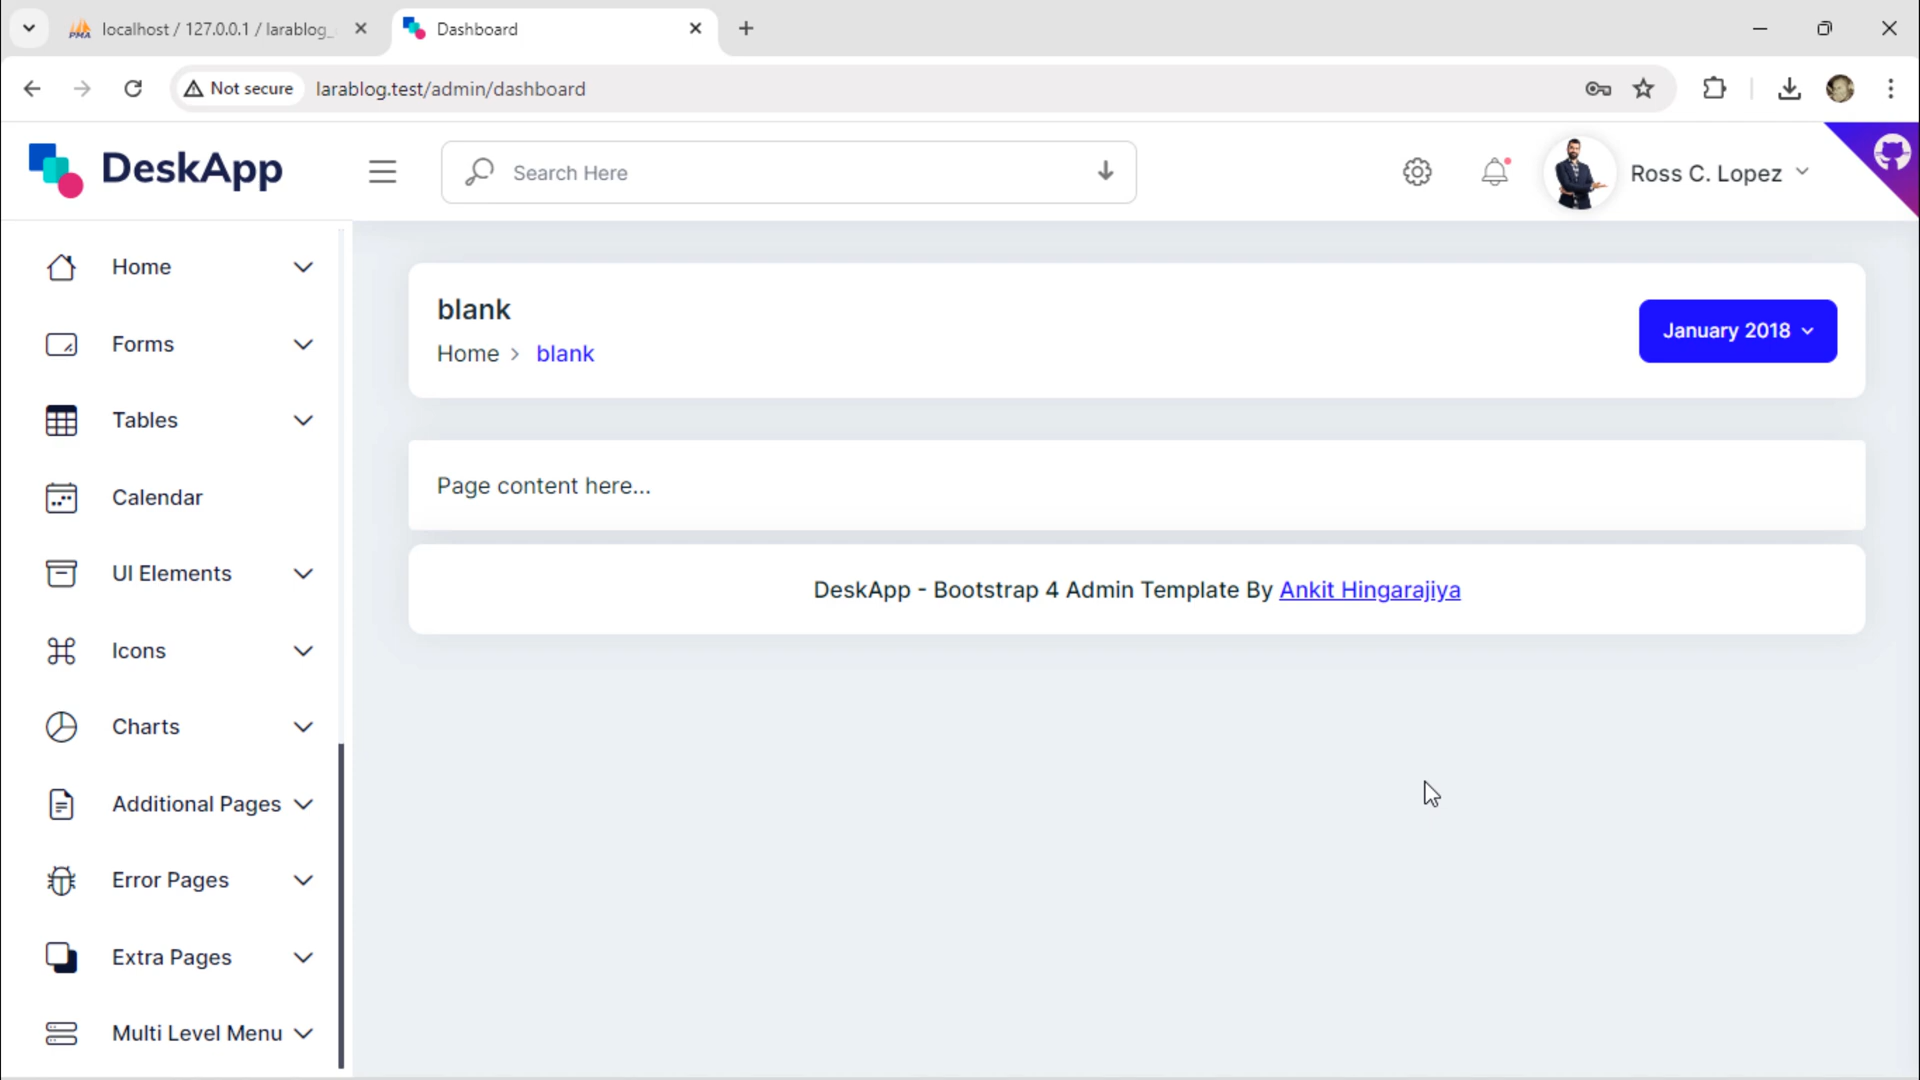 localhost / 127.0.0.1 / larablog_
Dashboard
Not secure
larablog.test/admin/dashboard
DeskApp
Search Here
Ross C. Lopez
Home
Forms
Tables
Calendar
UI Elements
Icons
Charts
Additional Pages
Error Pages
Extra Pages
Multi Level Menu
blank
Home > blank
January 2018
Page content here...
DeskApp - Bootstrap 4 Admin Template By Ankit Hingarajiya
PMA